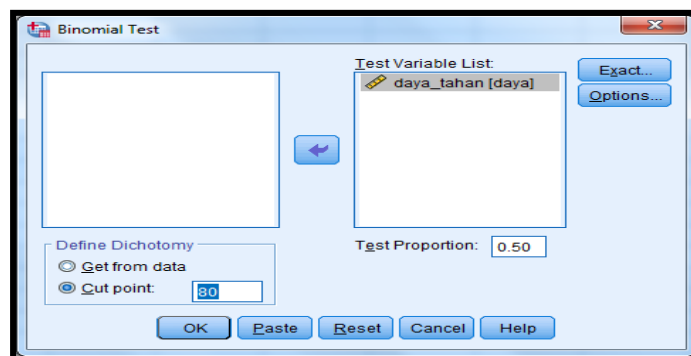 Binomial Test
Test Variable List:
daya_tahan [daya]
Exact...
Options...
Define Dichotomy
Get from data
Cut point: 80
Test Proportion: 0.50
OK Paste Reset Cancel Help